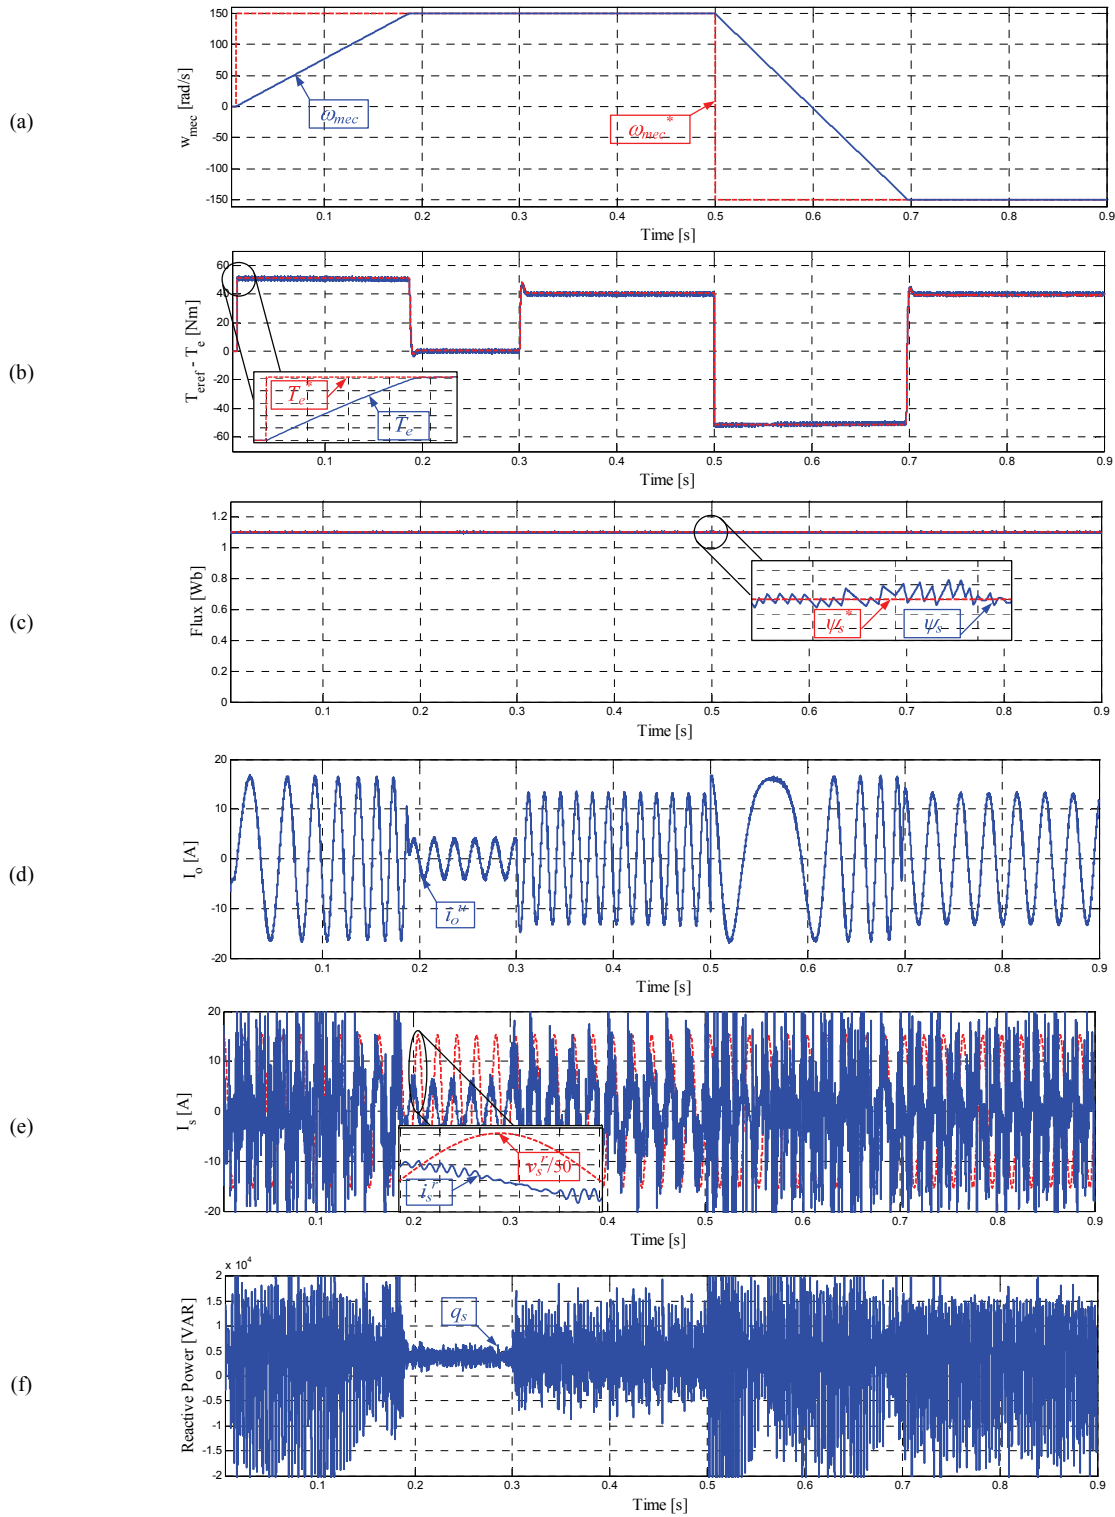 (a)
w_mec [rad/s]
150
100
50
0
-50
-100
-150
ω_mec
ω_mec*
0.1 0.2 0.3 0.4 0.5 0.6 0.7 0.8 0.9
Time [s]
(b)
T_eref - T_e [Nm]
60
40
20
0
-20
-40
-60
T_e*
T_e
0.1 0.2 0.3 0.4 0.5 0.6 0.7 0.8 0.9
Time [s]
(c)
Flux [Wb]
1.2
1
0.8
0.6
0.4
0.2
0
ψ_s*
ψ_s
0.1 0.2 0.3 0.4 0.5 0.6 0.7 0.8 0.9
Time [s]
(d)
I_o [A]
20
10
0
-10
-20
i_o^u
0.1 0.2 0.3 0.4 0.5 0.6 0.7 0.8 0.9
Time [s]
(e)
I_s [A]
20
10
0
-10
-20
v_s^r/50
i_s^r
0.1 0.2 0.3 0.4 0.5 0.6 0.7 0.8 0.9
Time [s]
(f)
Reactive Power [VAR]
x 10^4
2
1.5
1
0.5
0
-0.5
-1
-1.5
-2
q_s
0.1 0.2 0.3 0.4 0.5 0.6 0.7 0.8 0.9
Time [s]